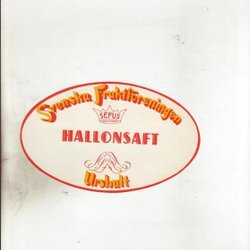 Svenska Fruktföreningen
SEFUS
HALLONSAFT
Urshult